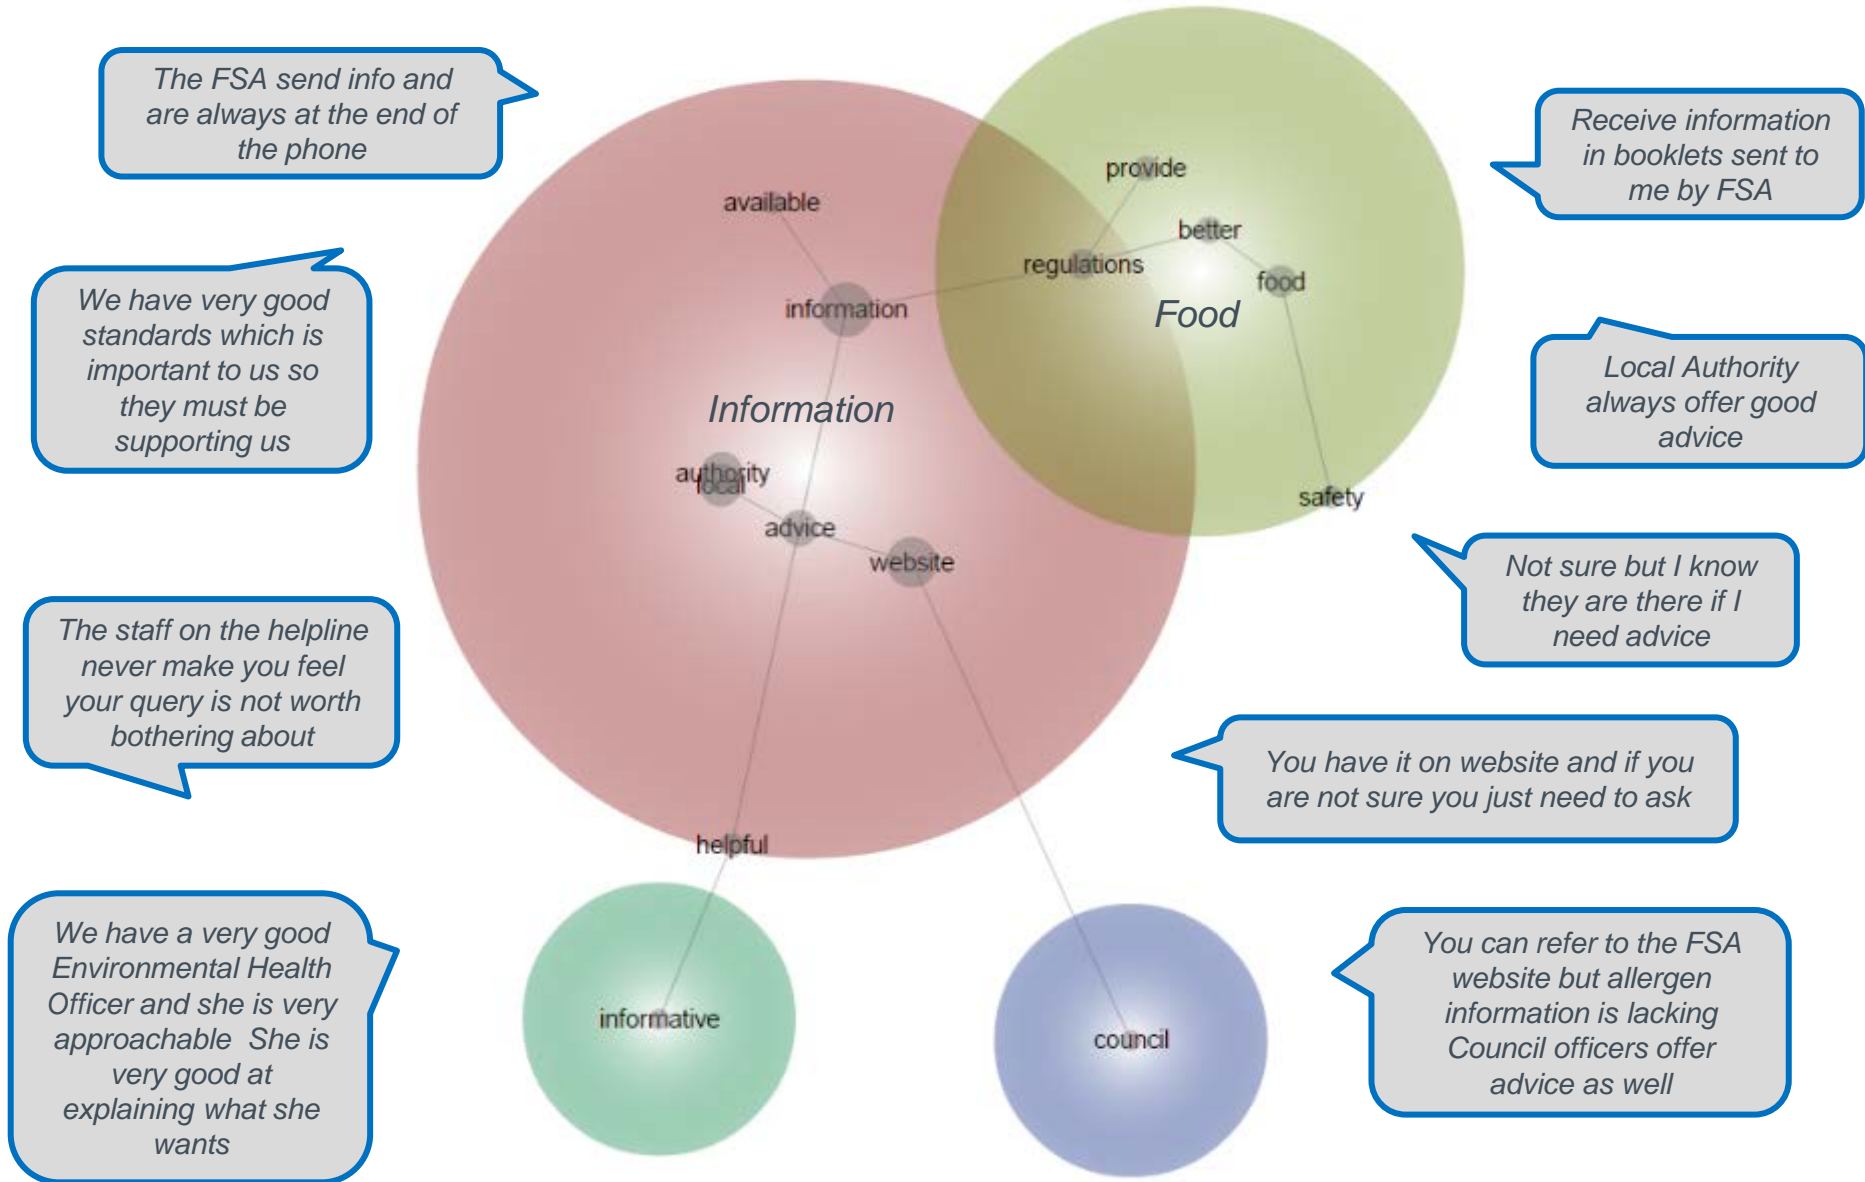 The FSA send info and
are always at the end of
the phone
We have very good
standards which is
important to us so
they must be
supporting us
The staff on the helpline
never make you feel
your query is not worth
bothering about
We have a very good
Environmental Health
Officer and she is very
approachable  She is
very good at
explaining what she
wants
available
information
Information
authority
local
advice
website
helpful
informative
council
provide
better
regulations
food
Food
safety
Receive information
in booklets sent to
me by FSA
Local Authority
always offer good
advice
Not sure but I know
they are there if I
need advice
You have it on website and if you
are not sure you just need to ask
You can refer to the FSA
website but allergen
information is lacking
Council officers offer
advice as well